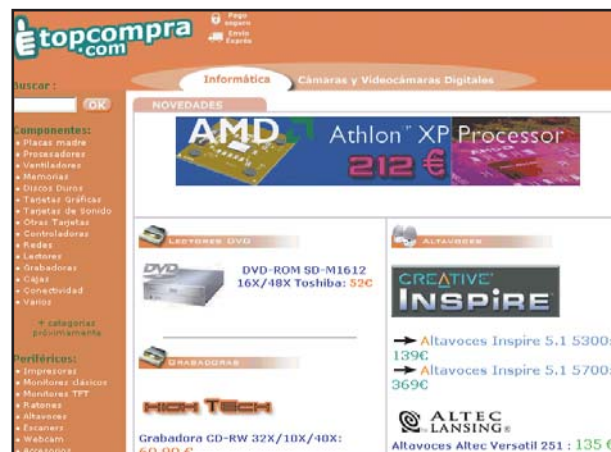 topcompra
.com
Pago
seguro
Envío
Exprés
Informática
Cámaras y Videocámaras Digitales
Buscar :
OK
Componentes:
Placas madre
Procesadores
Ventiladores
Memorias
Discos Duros
Tarjetas Gráficas
Tarjetas de Sonido
Otras Tarjetas
Controladoras
Redes
Lectores
Grabadoras
Cajas
Conectividad
Varios
+ categorias
próximamente
Periféricos:
Impresoras
Monitores clásicos
Monitores TFT
Ratones
Altavoces
Escaners
Webcam
Accesorios
NOVEDADES
AMD Athlon™ XP Processor
212 €
LECTORES DVD
DVD
DVD-ROM SD-M1612
16X/48X Toshiba: 52€
GRABADORAS
HIGH TECH
Grabadora CD-RW 32X/10X/40X:
ALTAVOCES
CREATIVE
INSPIRE
Altavoces Inspire 5.1 5300:
139€
Altavoces Inspire 5.1 5700:
369€
ALTEC
LANSING®
Altavoces Altec Versatil 251 : 135 €